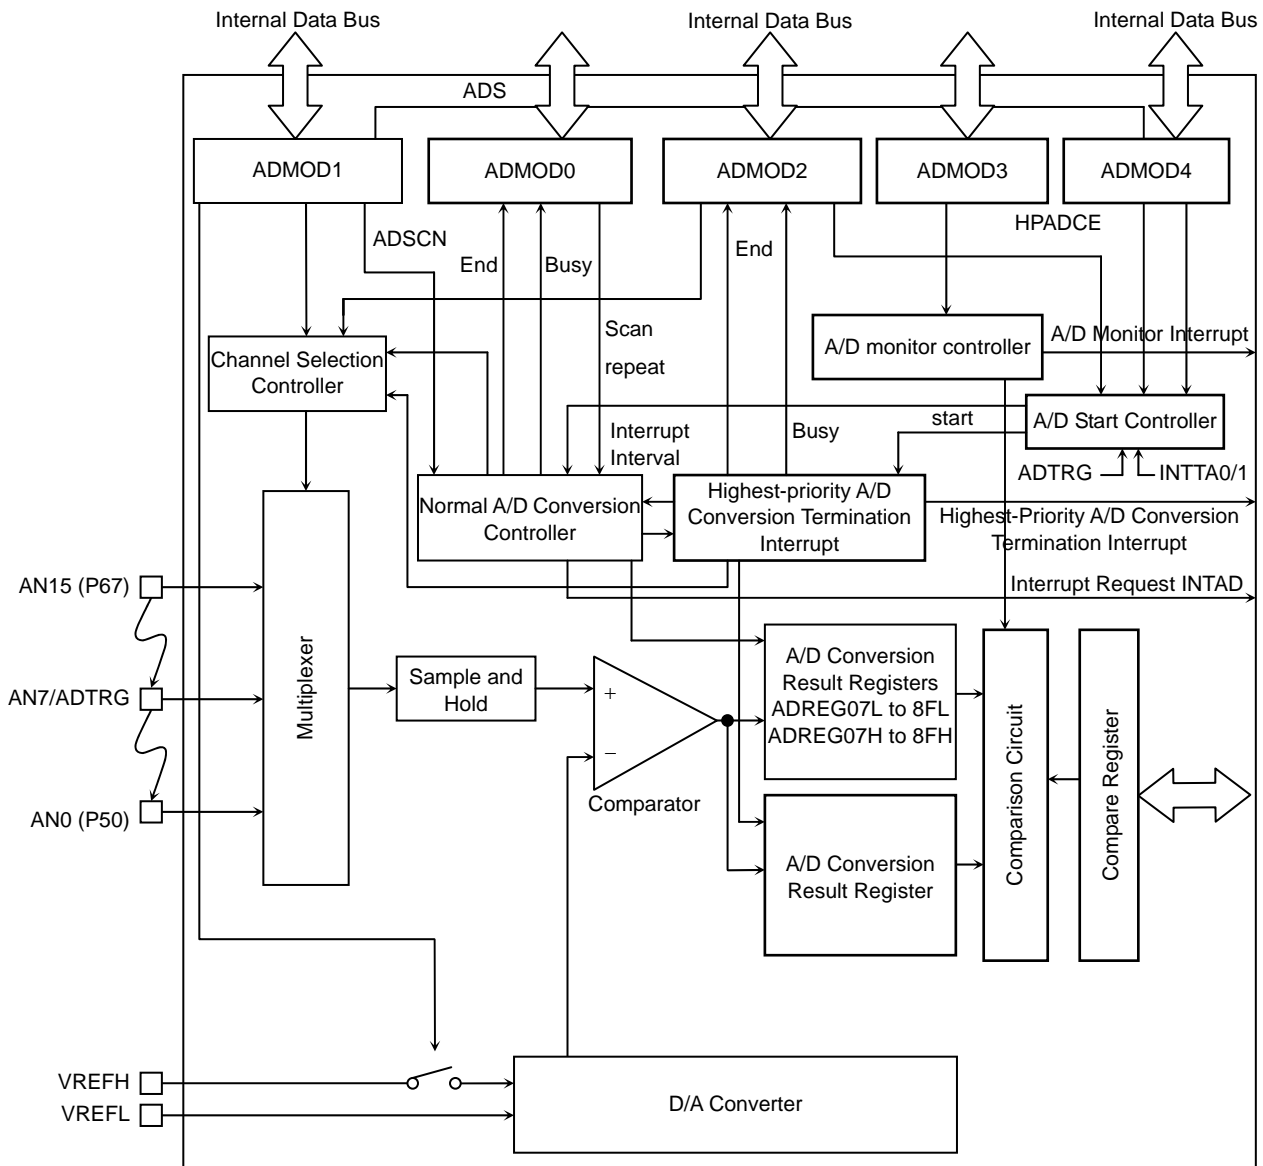 Internal Data Bus
Internal Data Bus
Internal Data Bus
ADS
ADMOD1
ADMOD0
ADMOD2
ADMOD3
ADMOD4
ADSCN
End
Busy
End
HPADCE
Scan
repeat
A/D monitor controller
A/D Monitor Interrupt
Channel Selection
Controller
Interrupt
Interval
Busy
start
A/D Start Controller
ADTRG
INTTA0/1
Normal A/D Conversion
Controller
Highest-priority A/D
Conversion Termination
Interrupt
Highest-Priority A/D Conversion
Termination Interrupt
AN15 (P67)
Interrupt Request INTAD
Multiplexer
Sample and
Hold
+
−
Comparator
A/D Conversion
Result Registers
ADREG07L to 8FL
ADREG07H to 8FH
Comparison Circuit
Compare Register
AN7/ADTRG
AN0 (P50)
A/D Conversion
Result Register
VREFH
VREFL
D/A Converter